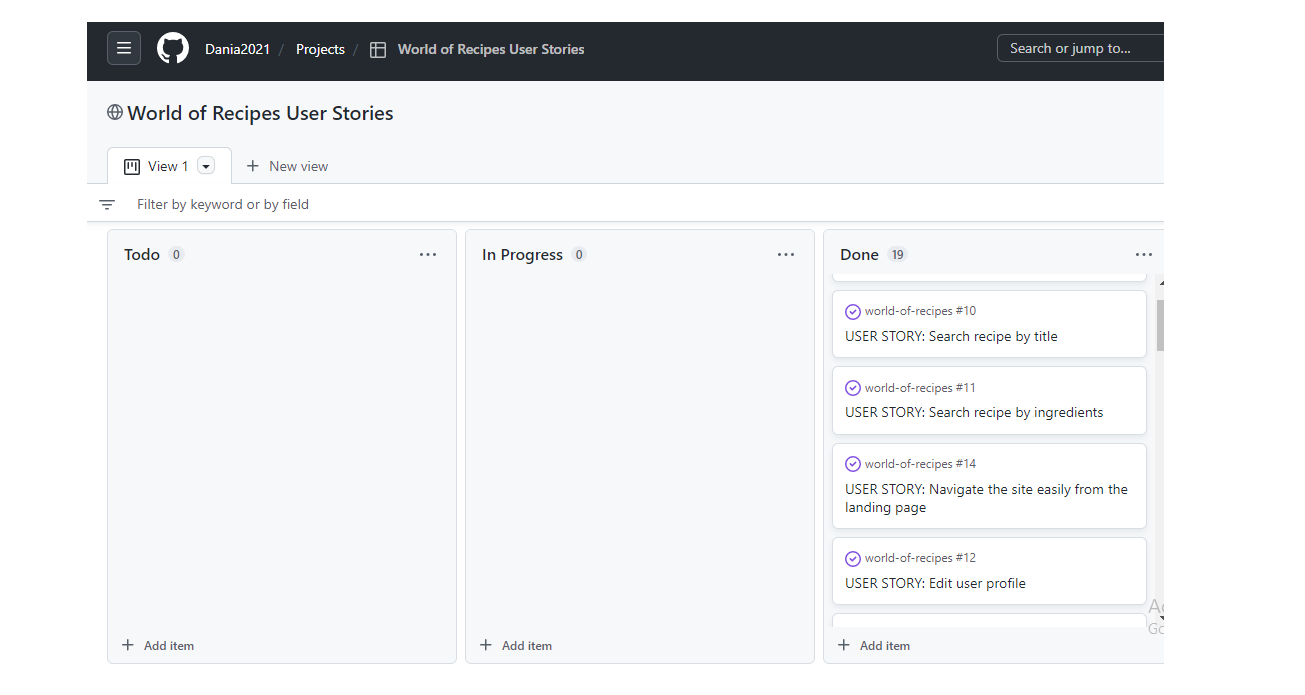 Dania2021 / Projects / World of Recipes User Stories
Search or jump to...
World of Recipes User Stories
View 1
New view
Filter by keyword or by field
Todo 0
In Progress 0
Done 19
world-of-recipes #10
USER STORY: Search recipe by title
world-of-recipes #11
USER STORY: Search recipe by ingredients
world-of-recipes #14
USER STORY: Navigate the site easily from the
landing page
world-of-recipes #12
USER STORY: Edit user profile
Add item
Add item
Add item